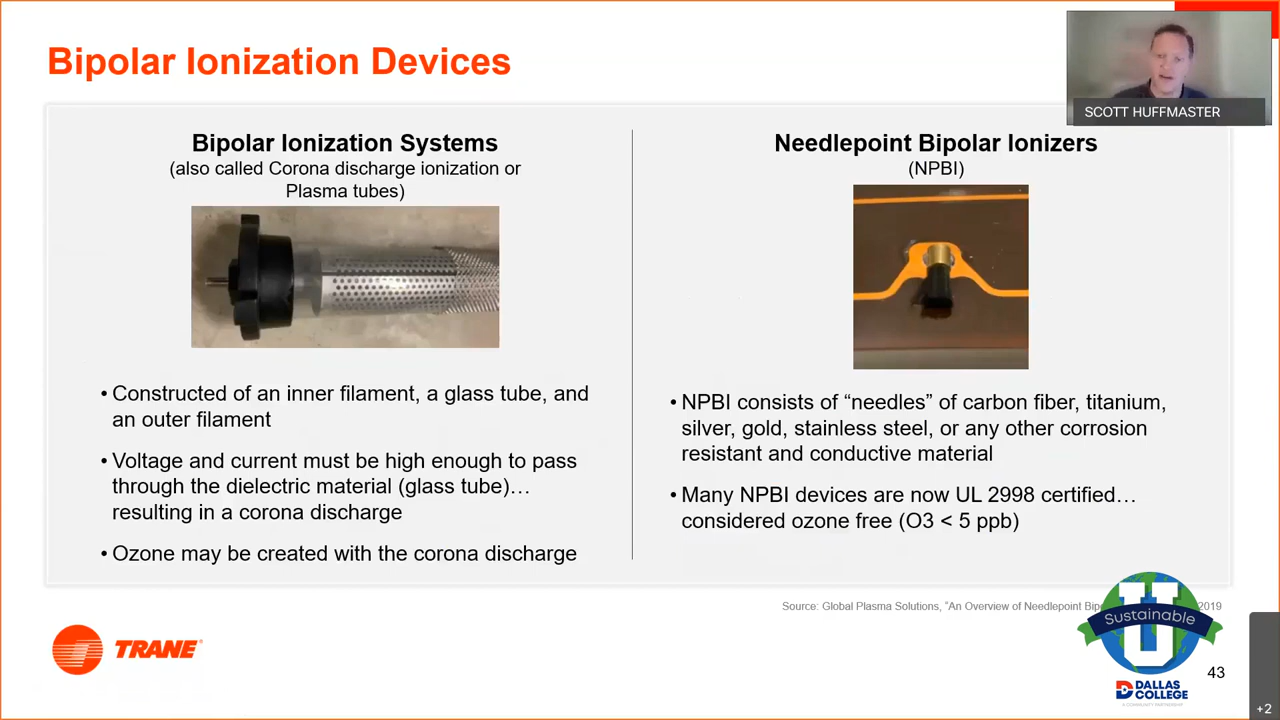 Bipolar Ionization Devices
SCOTT HUFFMASTER
Bipolar Ionization Systems
(also called Corona discharge ionization or
Plasma tubes)
• Constructed of an inner filament, a glass tube, and
an outer filament
• Voltage and current must be high enough to pass
through the dielectric material (glass tube)…
resulting in a corona discharge
• Ozone may be created with the corona discharge
Needlepoint Bipolar Ionizers
(NPBI)
• NPBI consists of “needles” of carbon fiber, titanium,
silver, gold, stainless steel, or any other corrosion
resistant and conductive material
• Many NPBI devices are now UL 2998 certified…
considered ozone free (O3 < 5 ppb)
Source: Global Plasma Solutions, "An Overview of Needlepoint 2019
TRANE
U
Sustainable
DALLAS
COLLEGE
43
+2